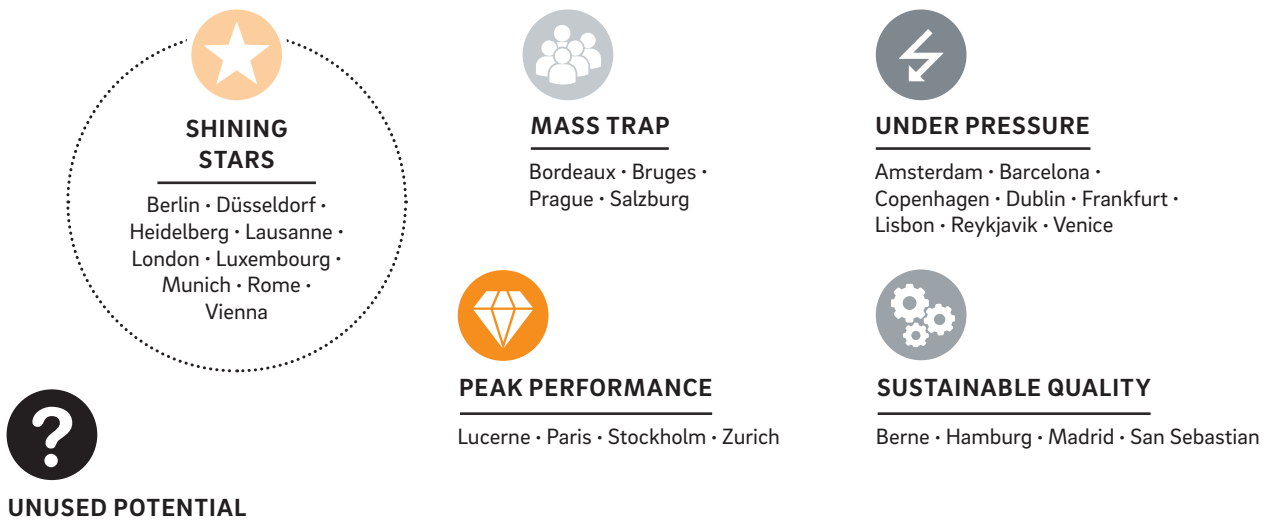 SHINING
STARS
Berlin · Düsseldorf ·
Heidelberg · Lausanne ·
London · Luxembourg ·
Munich · Rome ·
Vienna
MASS TRAP
Bordeaux · Bruges ·
Prague · Salzburg
UNDER PRESSURE
Amsterdam · Barcelona ·
Copenhagen · Dublin · Frankfurt ·
Lisbon · Reykjavik · Venice
PEAK PERFORMANCE
Lucerne · Paris · Stockholm · Zurich
SUSTAINABLE QUALITY
Berne · Hamburg · Madrid · San Sebastian
?
UNUSED POTENTIAL